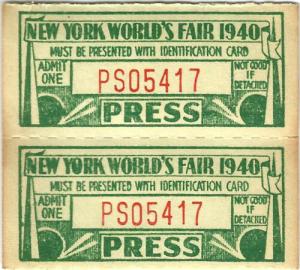 NEW YORK WORLD'S FAIR 1940
MUST BE PRESENTED WITH IDENTIFICATION CARD
ADMIT
ONE
PS05417
NOT GOOD
IF
DETACHED
PRESS
NEW YORK WORLD'S FAIR 1940
MUST BE PRESENTED WITH IDENTIFICATION CARD
ADMIT
ONE
PS05417
NOT GOOD
IF
DETACHED
PRESS